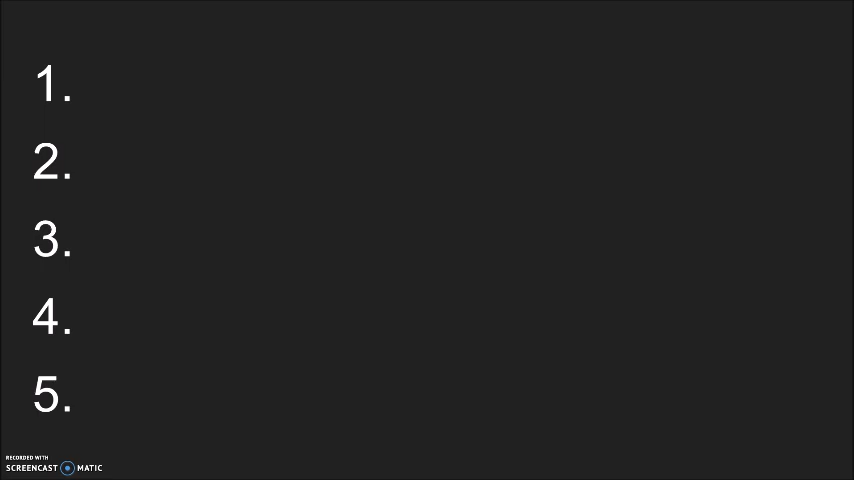 1.
2.
3.
4.
5.
RECORDED WITH
SCREENCAST MATIC